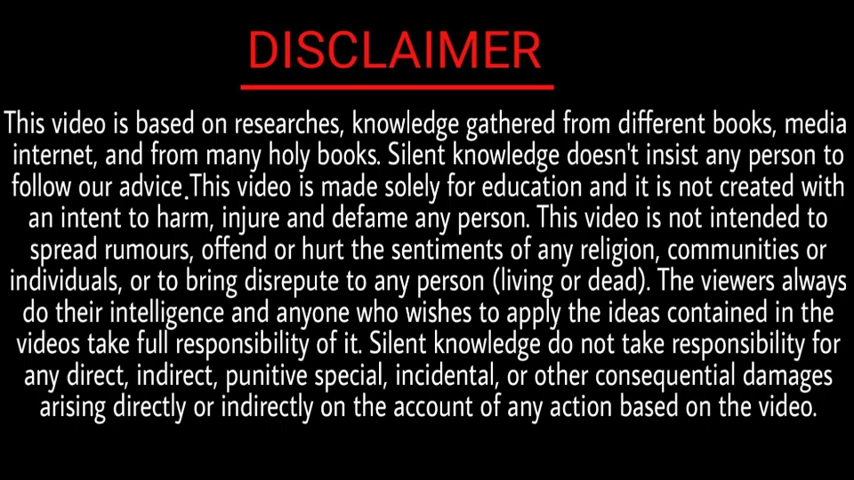 DISCLAIMER
This video is based on researches, knowledge gathered from different books, media
internet, and from many holy books. Silent knowledge doesn't insist any person to
follow our advice.This video is made solely for education and it is not created with
an intent to harm, injure and defame any person. This video is not intended to
spread rumours, offend or hurt the sentiments of any religion, communities or
individuals, or to bring disrepute to any person (living or dead). The viewers always
do their intelligence and anyone who wishes to apply the ideas contained in the
videos take full responsibility of it. Silent knowledge do not take responsibility for
any direct, indirect, punitive special, incidental, or other consequential damages
arising directly or indirectly on the account of any action based on the video.